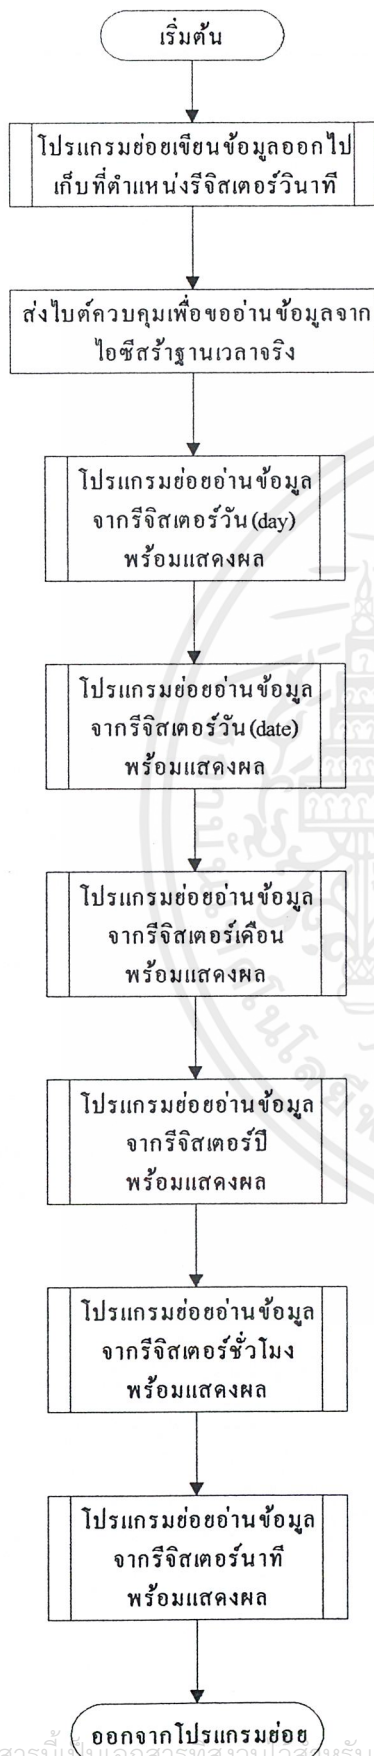 เริ่มต้น
โปรแกรมย่อยเขียนข้อมูลออกไป
เก็บที่ตำแหน่งรีจิสเตอร์วินาที
ส่งไบต์ควบคุมเพื่อขออ่านข้อมูลจาก
ไอซีสร้างฐานเวลาจริง
โปรแกรมย่อยอ่านข้อมูล
จากรีจิสเตอร์วัน(day)
พร้อมแสดงผล
โปรแกรมย่อยอ่านข้อมูล
จากรีจิสเตอร์วัน(date)
พร้อมแสดงผล
โปรแกรมย่อยอ่านข้อมูล
จากรีจิสเตอร์เดือน
พร้อมแสดงผล
โปรแกรมย่อยอ่านข้อมูล
จากรีจิสเตอร์ปี
พร้อมแสดงผล
โปรแกรมย่อยอ่านข้อมูล
จากรีจิสเตอร์ชั่วโมง
พร้อมแสดงผล
โปรแกรมย่อยอ่านข้อมูล
จากรีจิสเตอร์นาที
พร้อมแสดงผล
ออกจากโปรแกรมย่อย